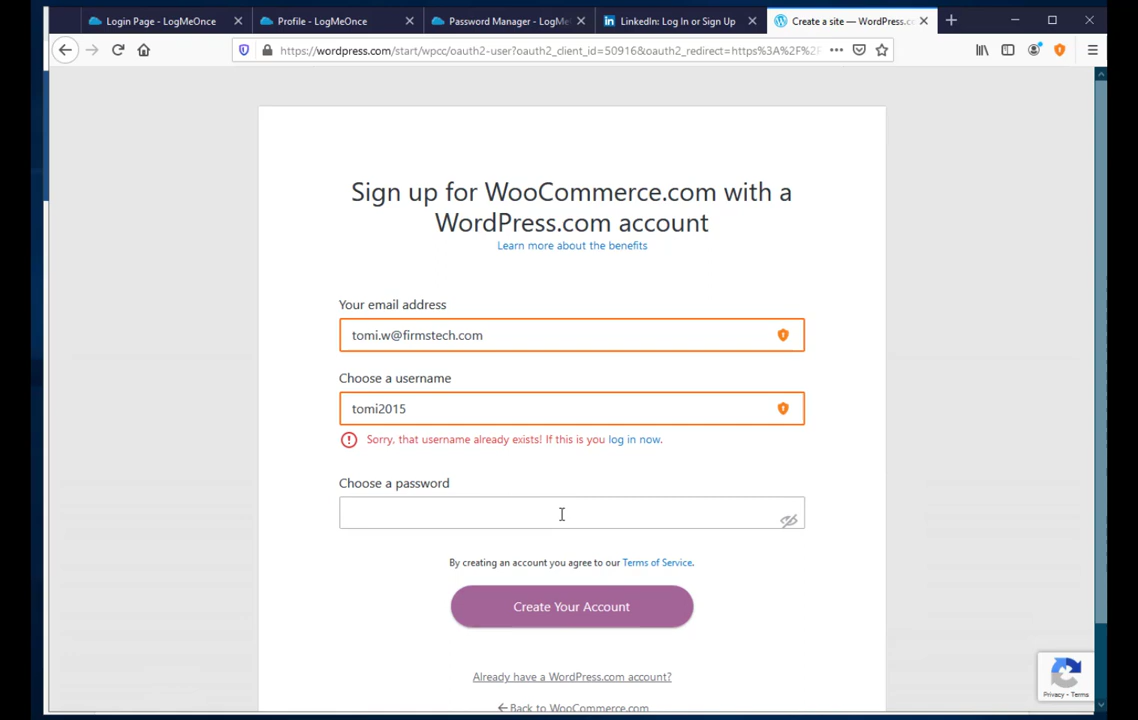 Login Page - LogMeOnce
Profile - LogMeOnce
Password Manager - LogMe
LinkedIn: Log In or Sign Up
Create a site — WordPress.c
https://wordpress.com/start/wpcc/oauth2-user?oauth2_client_id=50916&oauth2_redirect=https%3A%2F%2F
Sign up for WooCommerce.com with a
WordPress.com account
Learn more about the benefits
Your email address
tomi.w@firmstech.com
Choose a username
tomi2015
Sorry, that username already exists! If this is you log in now.
Choose a password
By creating an account you agree to our Terms of Service.
Create Your Account
Already have a WordPress.com account?
Back to WooCommerce.com
Privacy - Terms